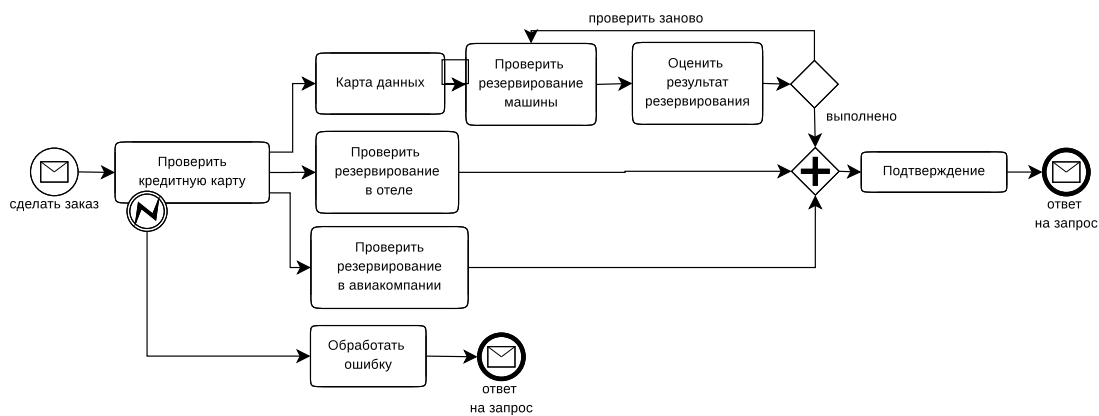 проверить заново
Карта данных
Проверить
резервирование
машины
Оценить
результат
резервирования
выполнено
Проверить
кредитную карту
сделать заказ
Проверить
резервирование
в отеле
Подтверждение
ответ
на запрос
Проверить
резервирование
в авиакомпании
Обработать
ошибку
ответ
на запрос